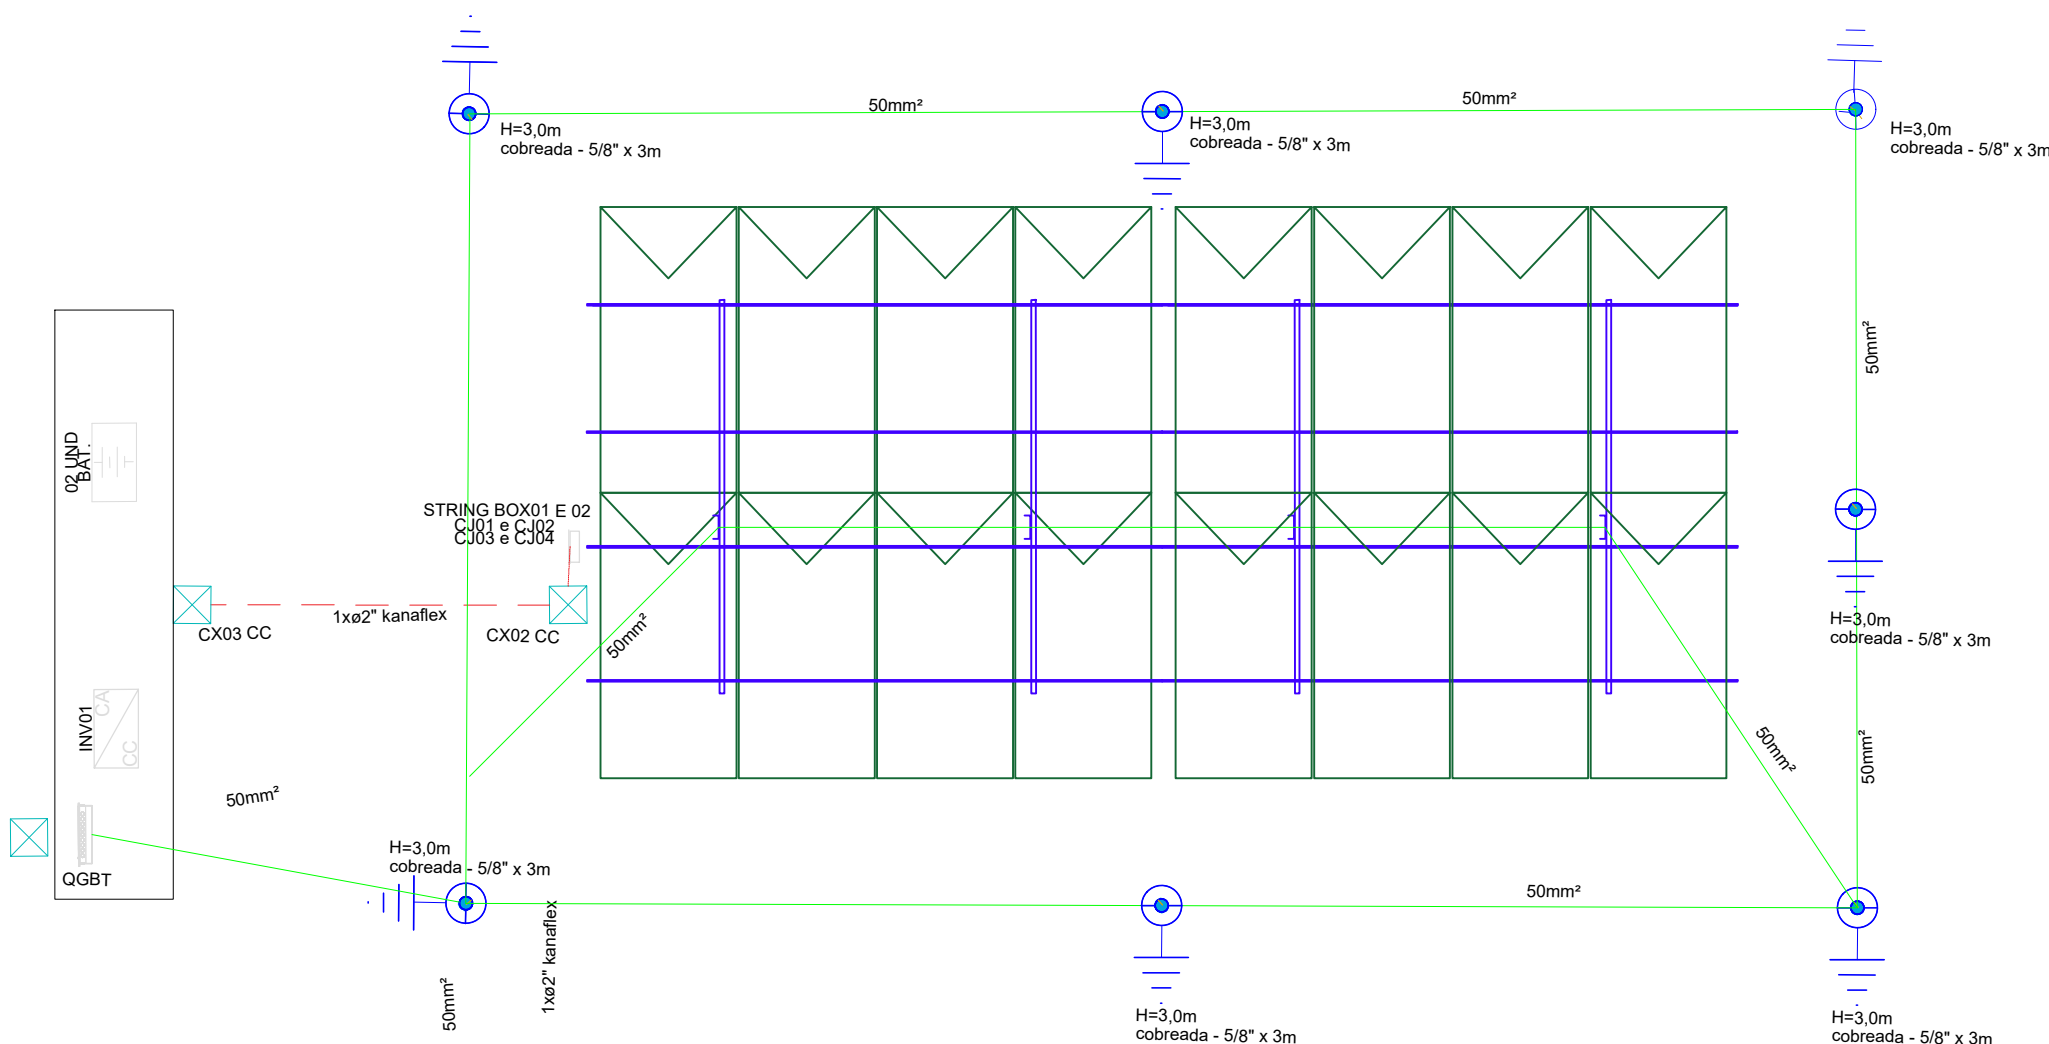 50mm²
50mm²
H=3,0m
cobreada - 5/8" x 3m
H=3,0m
cobreada - 5/8" x 3m
H=3,0m
cobreada - 5/8" x 3m
50mm²
02 UND
BAT.
STRING BOX01 E 02
CJ01 e CJ02
CJ03 e CJ04
1xø2" kanaflex
CX03 CC
CX02 CC
50mm²
H=3,0m
cobreada - 5/8" x 3m
INV01
CA
CC
50mm²
50mm²
50mm²
H=3,0m
cobreada - 5/8" x 3m
QGBT
50mm²
1xø2" kanaflex
50mm²
H=3,0m
cobreada - 5/8" x 3m
H=3,0m
cobreada - 5/8" x 3m